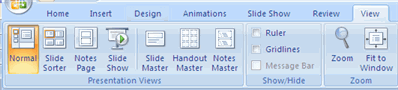 Home Insert Design Animations Slide Show Review View
Normal Slide Sorter Notes Page Slide Show Slide Master Handout Master Notes Master Ruler Gridlines Message Bar Zoom Fit to Window
Presentation Views Show/Hide Zoom